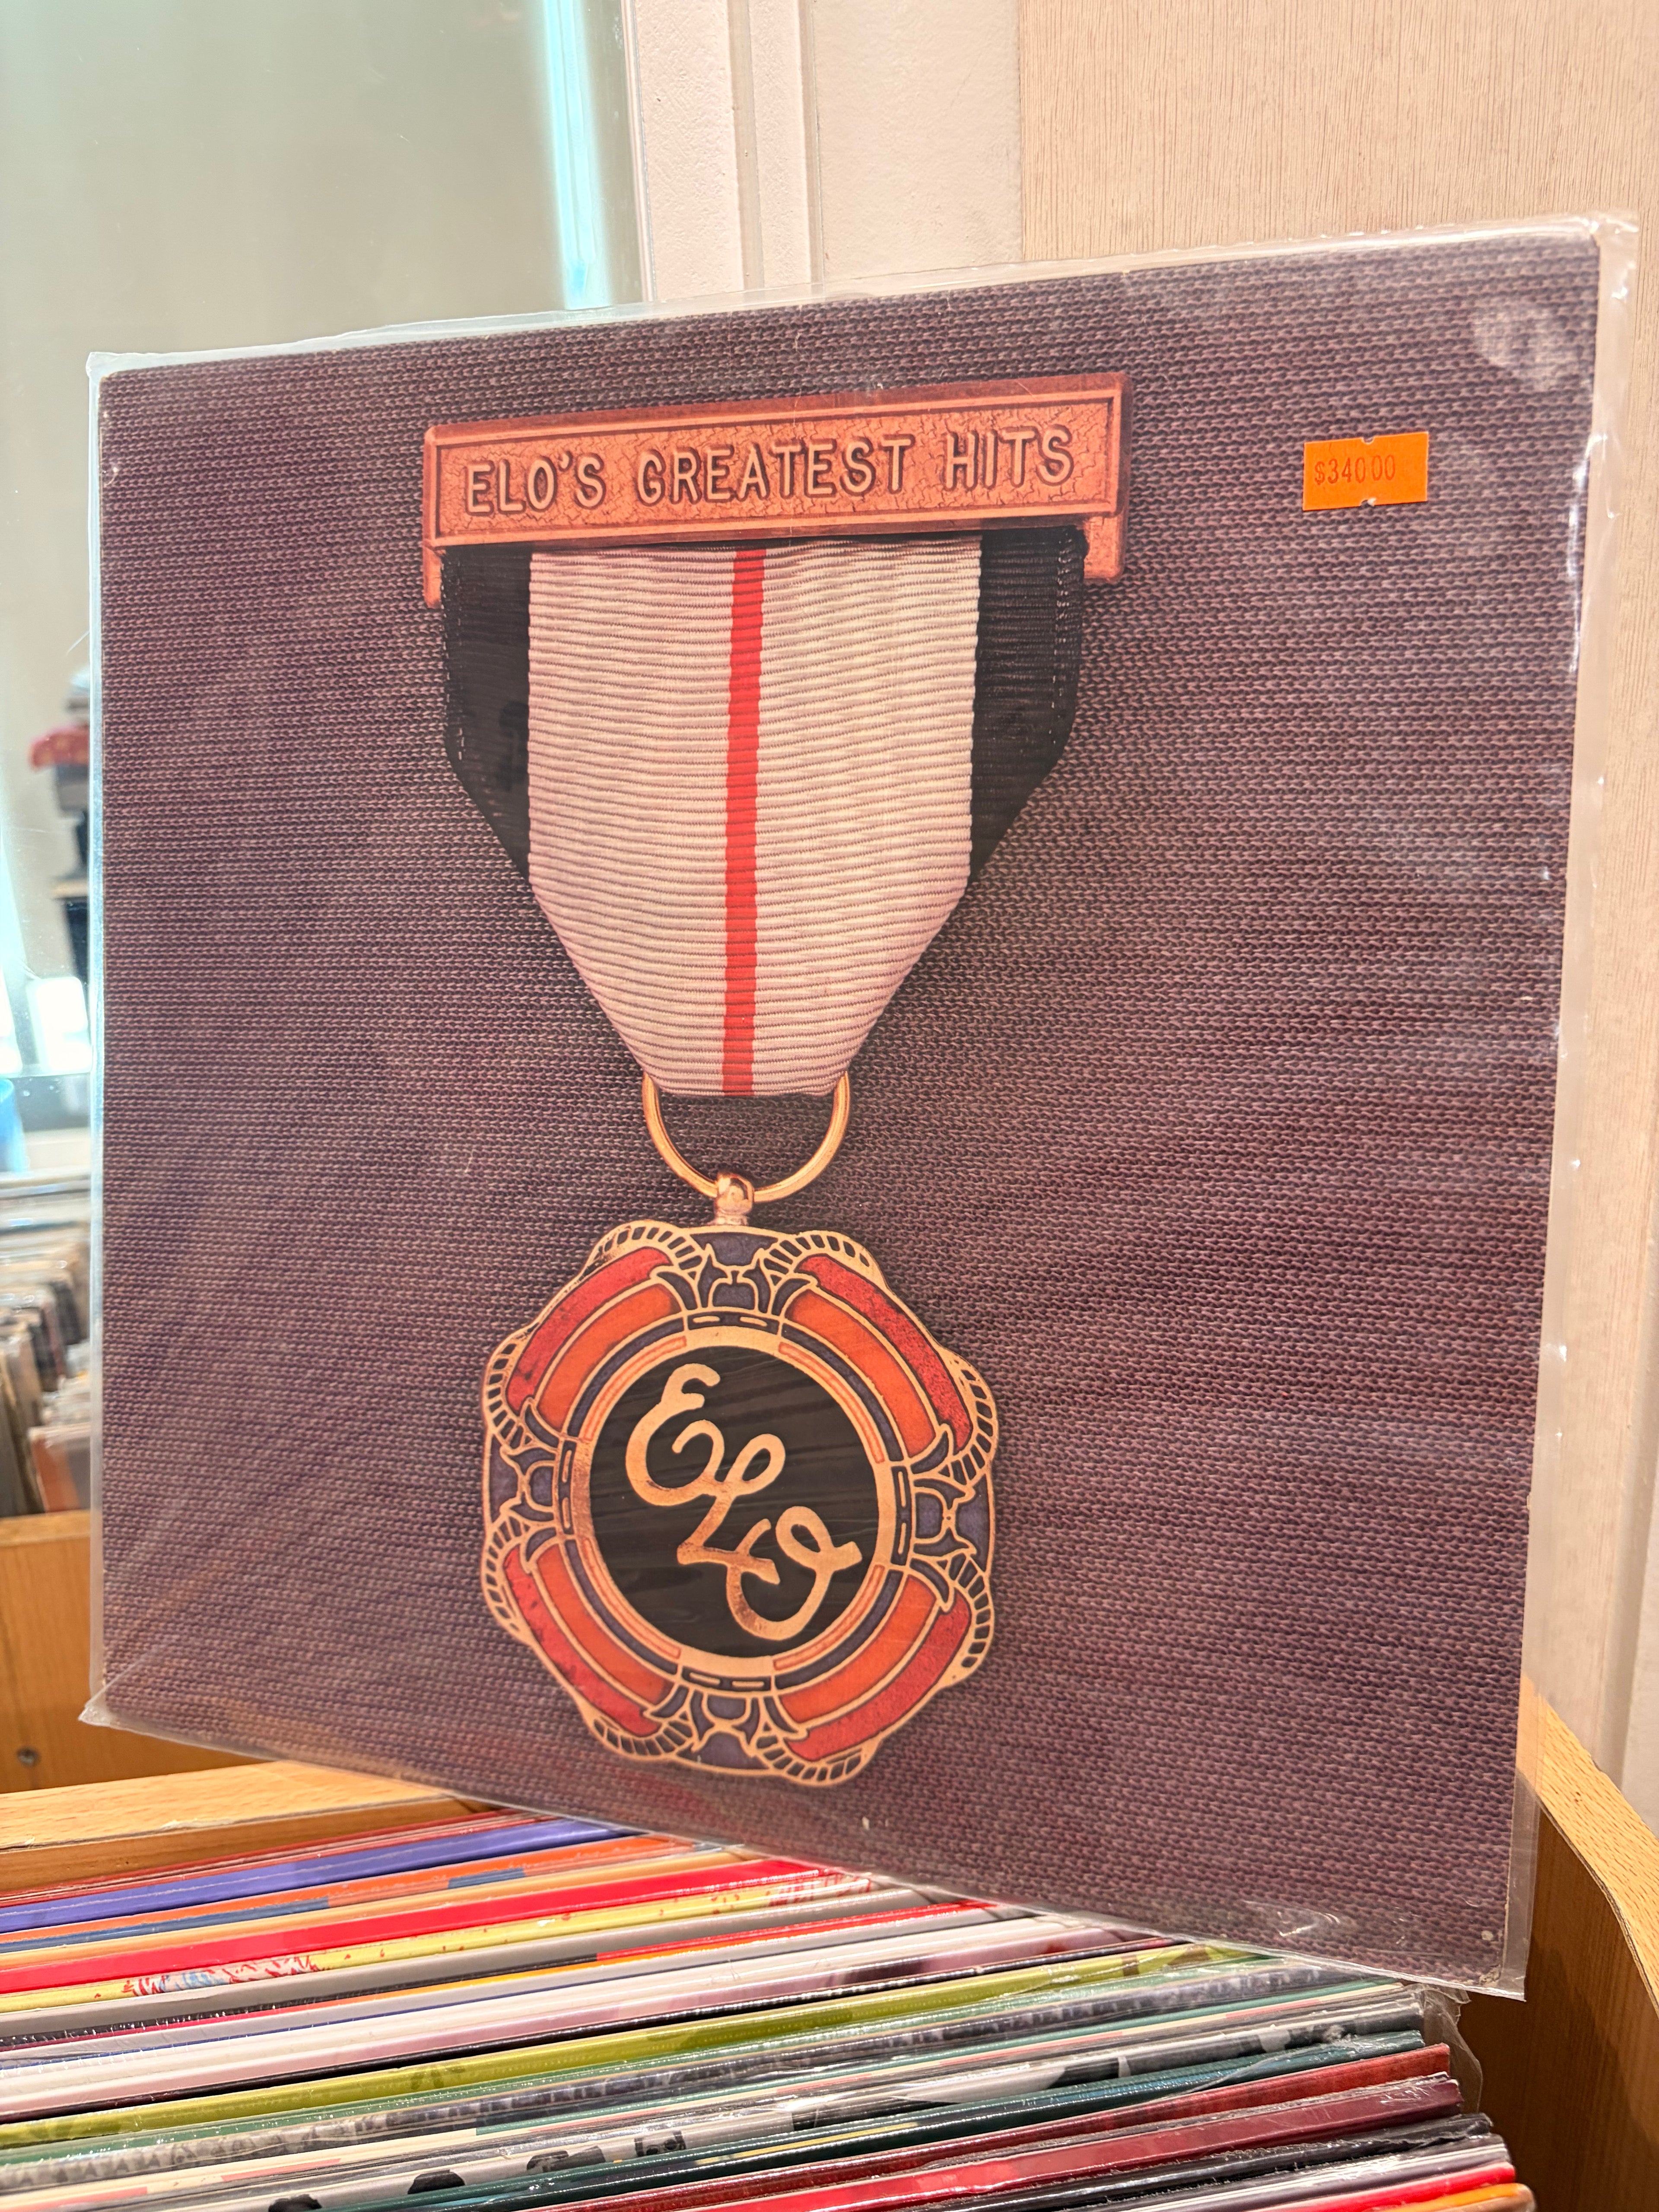 ELO'S GREATEST HITS
$340.00
ELO